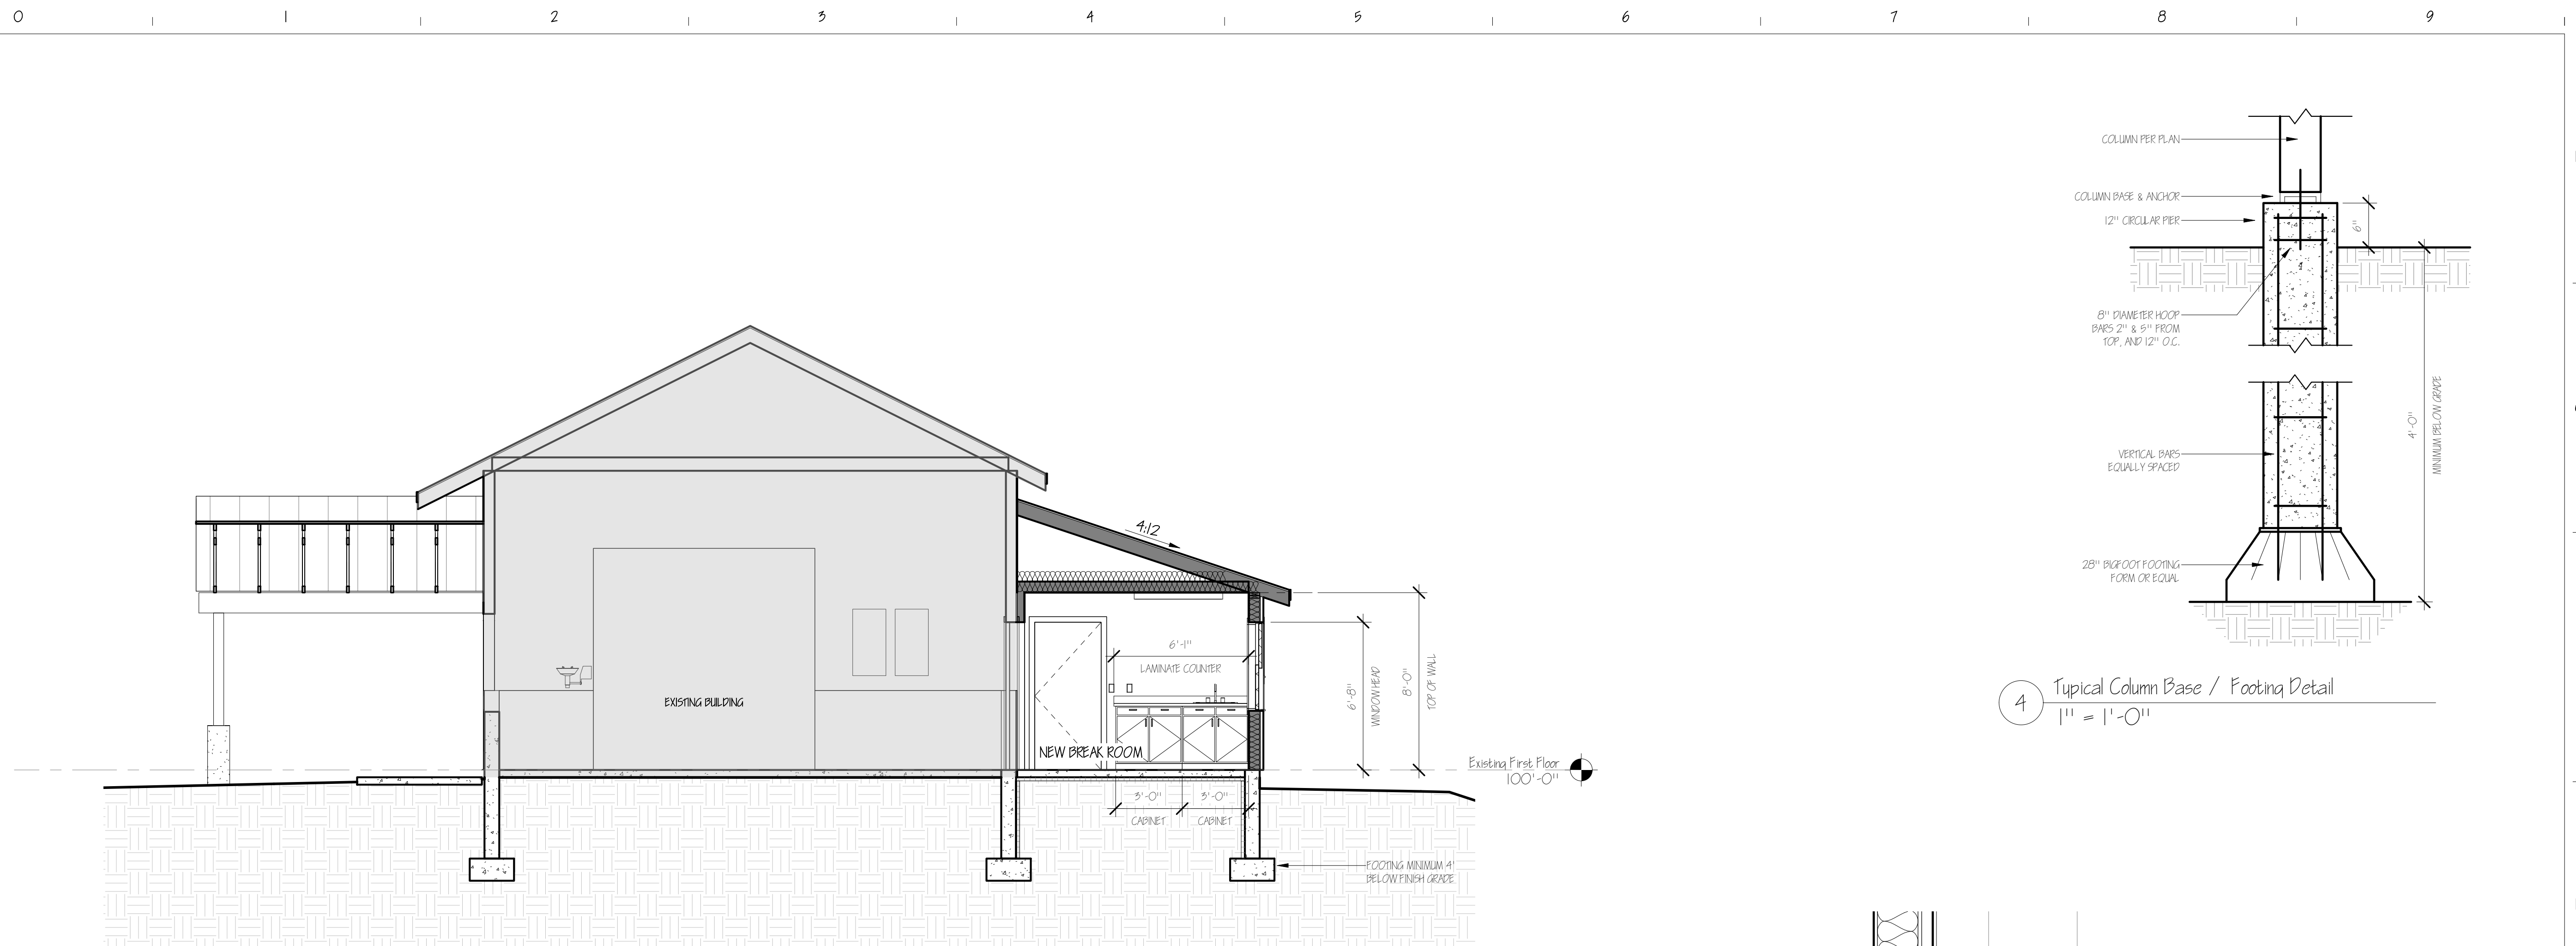 0 1 2 3 4 5 6 7 8 9
COLUMN PER PLAN
COLUMN BASE & ANCHOR
12" CIRCULAR PIER
6"
8" DIAMETER HOOP
BARS 2" & 5" FROM
TOP, AND 12" O.C.
4'-0"
MINIMUM BELOW GRADE
VERTICAL BARS
EQUALLY SPACED
28" BIGFOOT FOOTING
FORM OR EQUAL
4
Typical Column Base / Footing Detail
1" = 1'-0"
4:12
6'-1"
LAMINATE COUNTER
6'-8"
WINDOW HEAD
8'-0"
TOP OF WALL
EXISTING BUILDING
NEW BREAK ROOM
Existing First Floor
100'-0"
3'-0" 3'-0"
CABINET CABINET
FOOTING MINIMUM 4'
BELOW FINISH GRADE